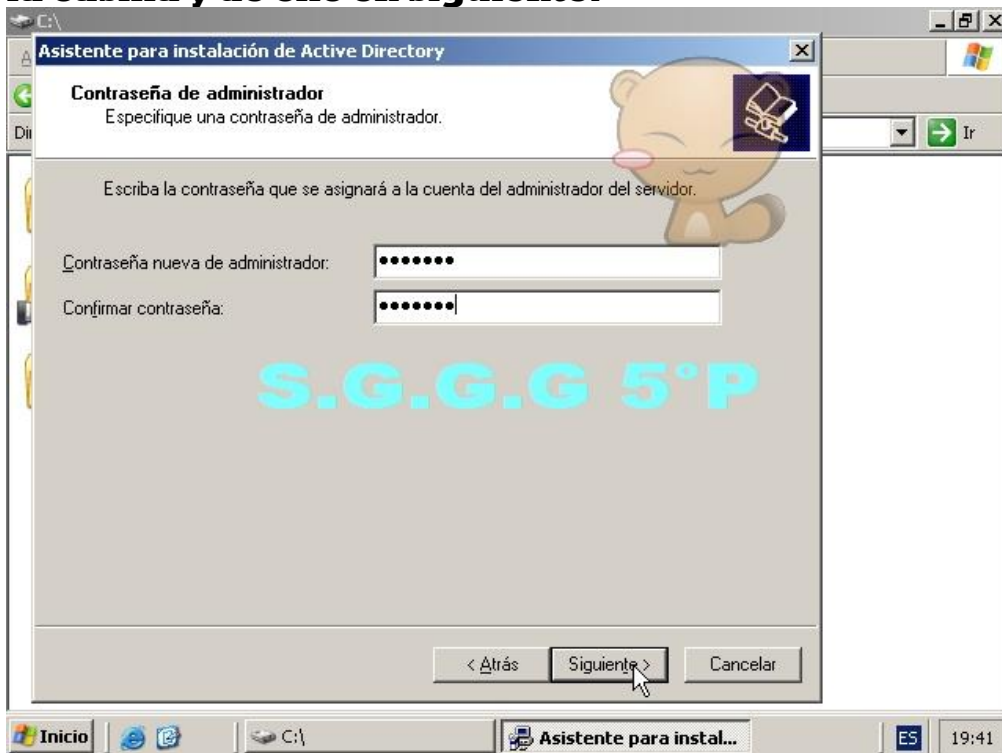 C:\
Asistente para instalación de Active Directory
Contraseña de administrador
Especifique una contraseña de administrador.
Ir
Escriba la contraseña que se asignará a la cuenta del administrador del servidor.
Contraseña nueva de administrador:
Confirmar contraseña:
S.G.G.G 5°P
< Atrás Siguiente > Cancelar
Inicio C:\ Asistente para instal... ES 19:41